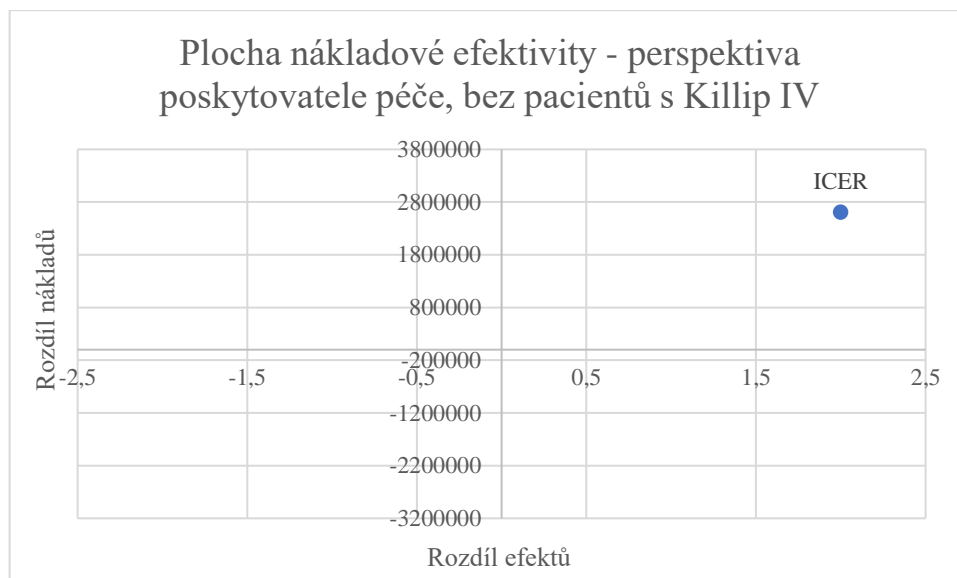 Plocha nákladové efektivity - perspektiva
poskytovatele péče, bez pacientů s Killip IV
3800000
ICER
2800000
1800000
800000
-200000
-2,5
-1,5
-0,5
0,5
1,5
2,5
-1200000
-2200000
-3200000
Rozdíl nákladů
Rozdíl efektů